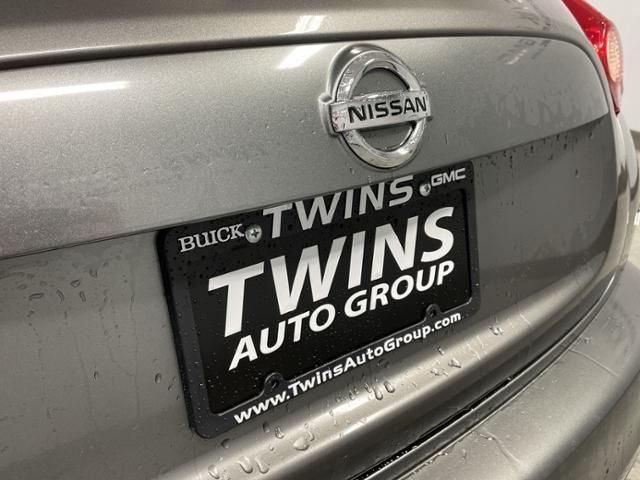 NISSAN
BUICK TWINS GMC
TWINS
AUTO GROUP
www.TwinsAutoGroup.com